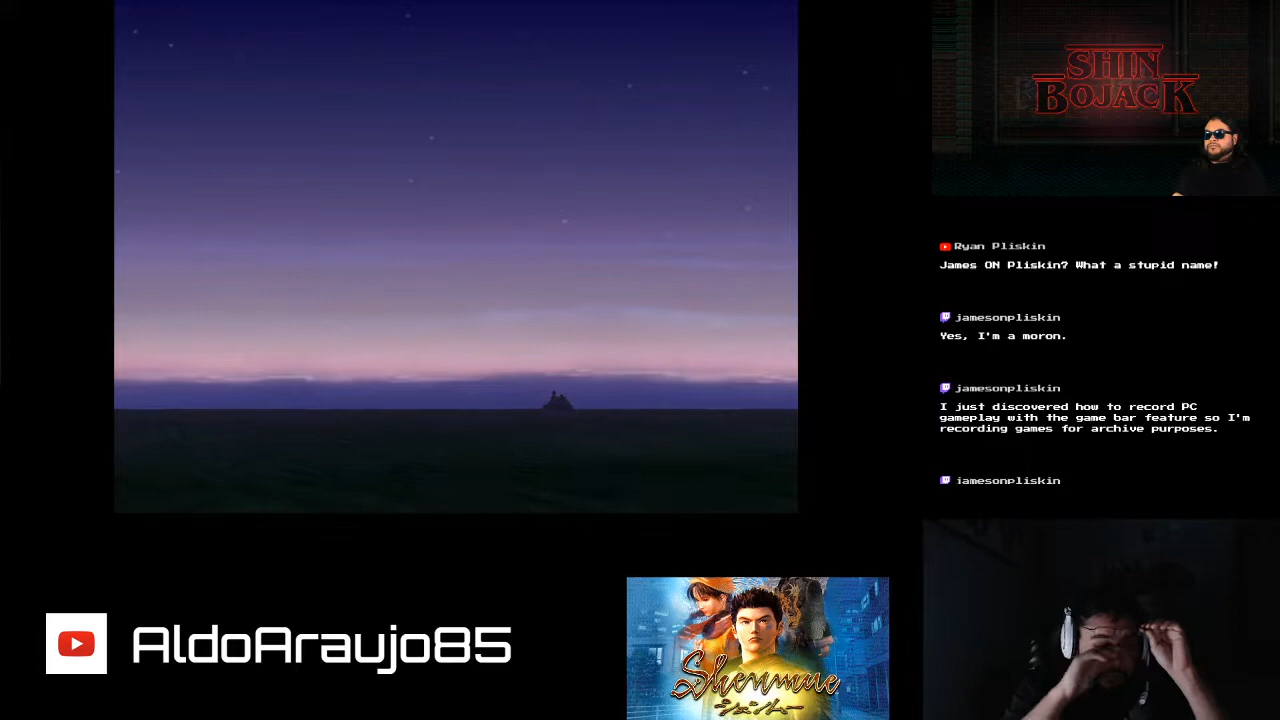 SHIN
BOJACK
Ryan Pliskin
James ON Pliskin? What a stupid name!
jamesonpliskin
Yes, I'm a moron.
jamesonpliskin
I just discovered how to record PC
gameplay with the game bar feature so I'm
recording games for archive purposes.
jamesonpliskin
AldoAraujo85
Shenmue
シェンムー